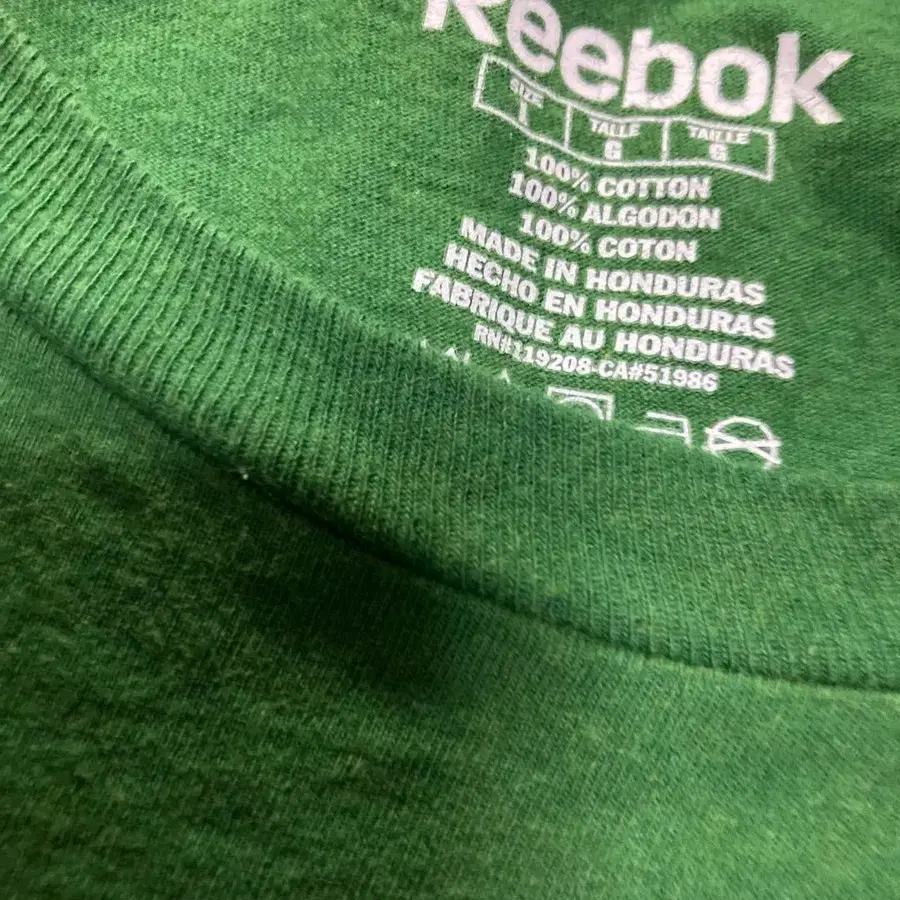 Reebok
SIZE L TALLE G TAILLE G
100% COTTON
100% ALGODON
100% COTON
MADE IN HONDURAS
HECHO EN HONDURAS
FABRIQUE AU HONDURAS
RN#119208-CA#51986